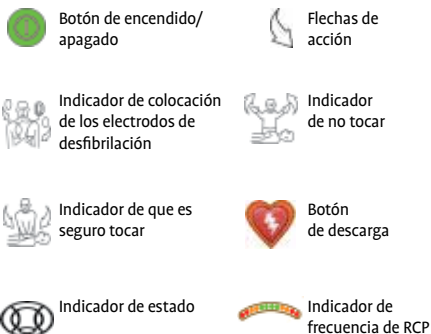 Botón de encendido/
apagado
Flechas de
acción
Indicador de colocación
de los electrodos de
desfibrilación
Indicador
de no tocar
Indicador de que es
seguro tocar
Botón
de descarga
Indicador de estado
Indicador de
frecuencia de RCP